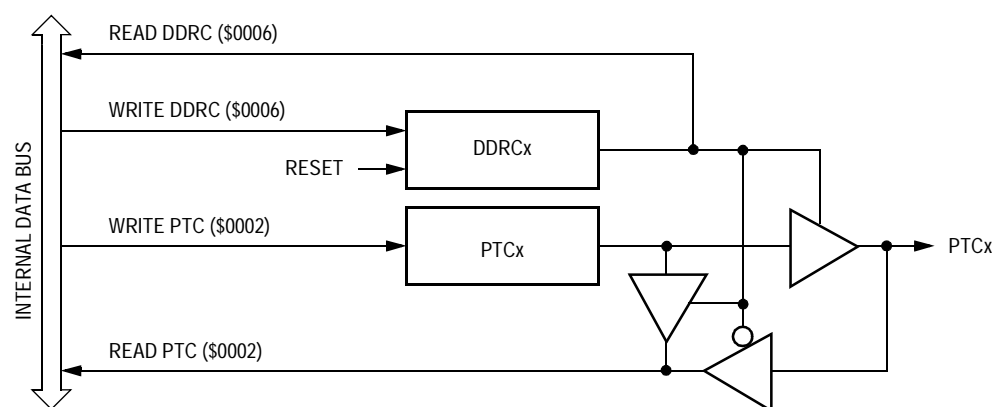 READ DDRC ($0006)
WRITE DDRC ($0006)
DDRCx
RESET
WRITE PTC ($0002)
PTCx
PTCx
READ PTC ($0002)
INTERNAL DATA BUS